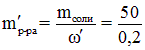 m′р-ра = mсоли / ω′ = 50 / 0,2